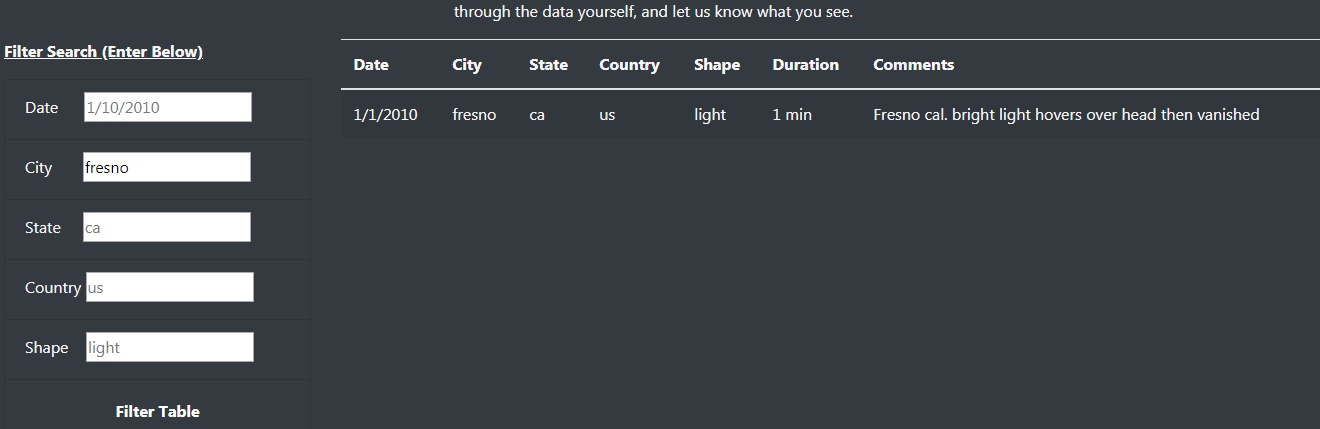 through the data yourself, and let us know what you see.
Filter Search (Enter Below)
Date 1/10/2010
City fresno
State ca
Country us
Shape light
Filter Table
Date City State Country Shape Duration Comments
1/1/2010 fresno ca us light 1 min Fresno cal. bright light hovers over head then vanished